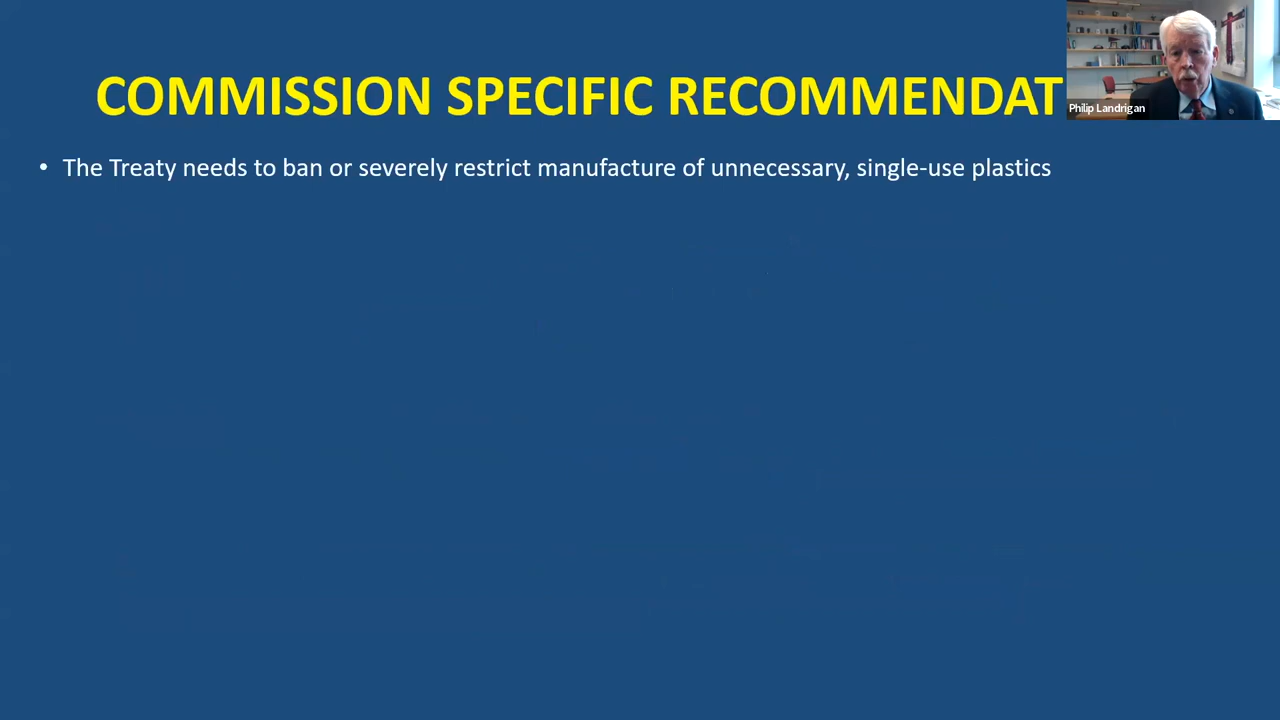 COMMISSION SPECIFIC RECOMMENDAT
Philip Landrigan
• The Treaty needs to ban or severely restrict manufacture of unnecessary, single-use plastics